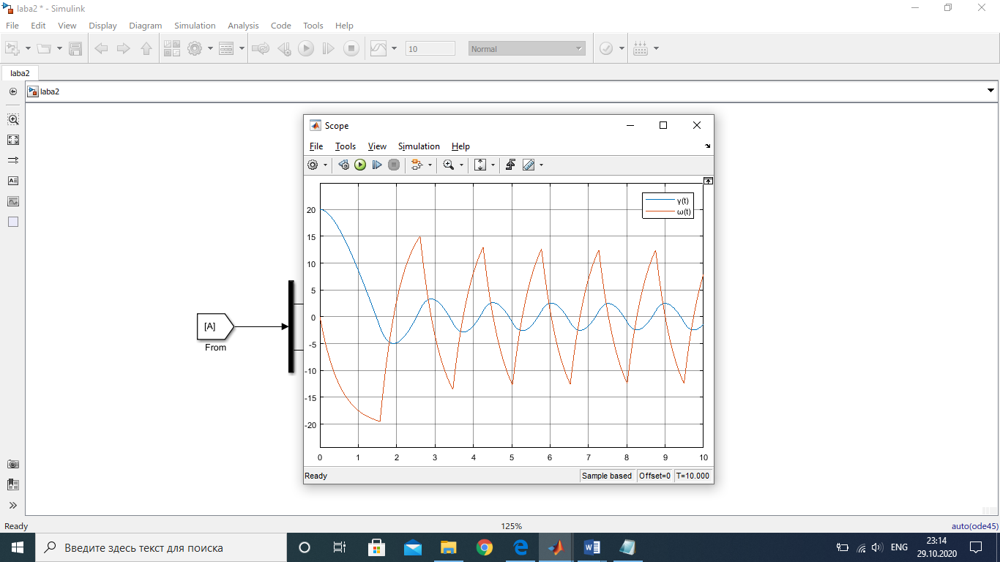 laba2 * - Simulink
File Edit View Display Diagram Simulation Analysis Code Tools Help
10 Normal
laba2
laba2
Scope
File Tools View Simulation Help
γ(t)
ω(t)
20
15
10
5
0
-5
-10
-15
-20
0 1 2 3 4 5 6 7 8 9 10
Ready Sample based Offset=0 T=10.000
[A]
From
Ready 125% auto(ode45)
Введите здесь текст для поиска
ENG
23:14
29.10.2020